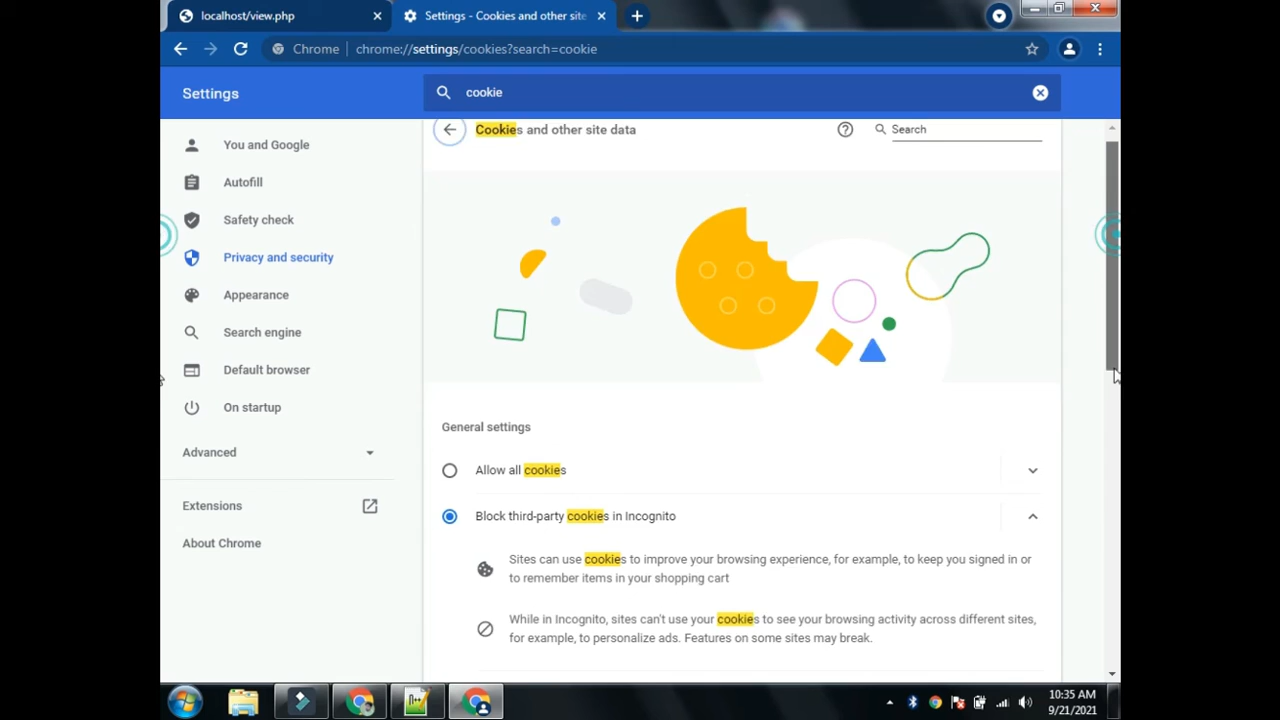 localhost/view.php
Settings - Cookies and other site
Chrome
chrome://settings/cookies?search=cookie
Settings
cookie
You and Google
Autofill
Safety check
Privacy and security
Appearance
Search engine
Default browser
On startup
Advanced
Extensions
About Chrome
Cookies and other site data
Search
General settings
Allow all cookies
Block third-party cookies in Incognito
Sites can use cookies to improve your browsing experience, for example, to keep you signed in or
to remember items in your shopping cart
While in Incognito, sites can't use your cookies to see your browsing activity across different sites,
for example, to personalize ads. Features on some sites may break.
10:35 AM
9/21/2021